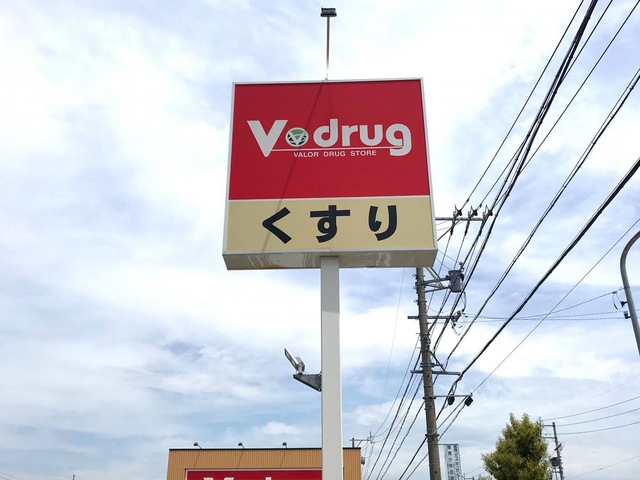 V drug
VALOR DRUG STORE
くすり